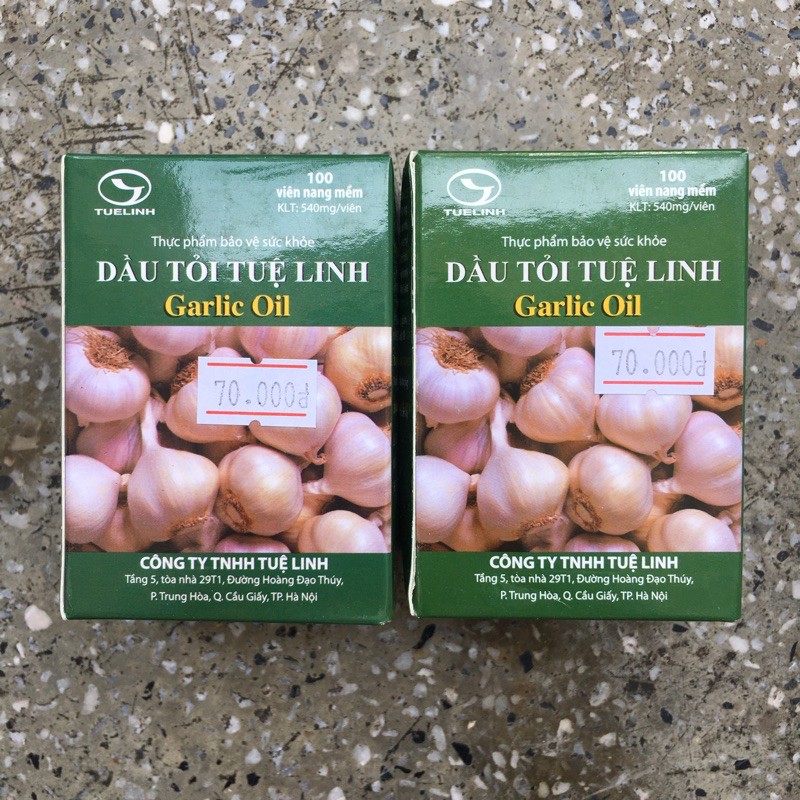 TUELINH
100
viên nang mềm
KLT: 540mg/viên
Thực phẩm bảo vệ sức khỏe
DẦU TỎI TUỆ LINH
Garlic Oil
70.000đ
CÔNG TY TNHH TUỆ LINH
Tầng 5, tòa nhà 29T1, Đường Hoàng Đạo Thúy,
P. Trung Hòa, Q. Cầu Giấy, TP. Hà Nội
TUELINH
100
viên nang mềm
KLT: 540mg/viên
Thực phẩm bảo vệ sức khỏe
DẦU TỎI TUỆ LINH
Garlic Oil
70.000đ
CÔNG TY TNHH TUỆ LINH
Tầng 5, tòa nhà 29T1, Đường Hoàng Đạo Thúy,
P. Trung Hòa, Q. Cầu Giấy, TP. Hà Nội